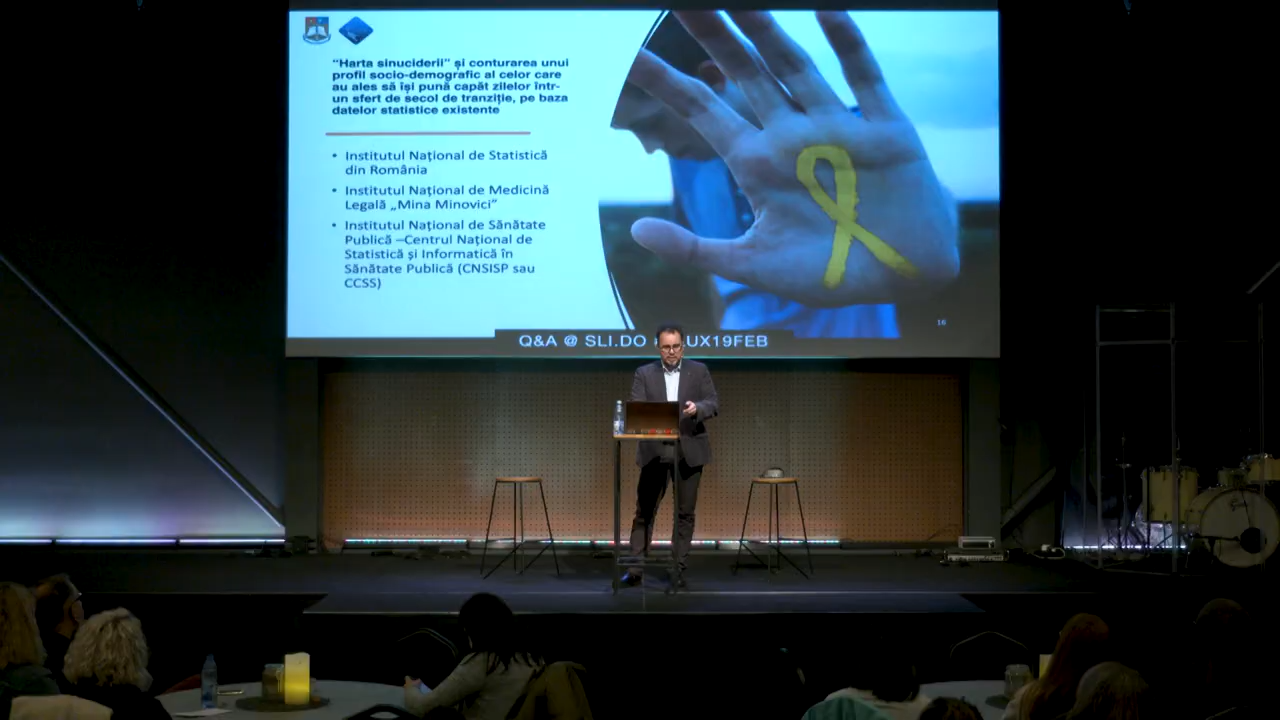 “Harta sinuciderii” și conturarea unui
profil socio-demografic al celor care
au ales să își pună capăt zilelor într-
un sfert de secol de tranziție, pe baza
datelor statistice existente
• Institutul Național de Statistică
din România
• Institutul Național de Medicină
Legală „Mina Minovici”
• Institutul Național de Sănătate
Publică –Centrul Național de
Statistică și Informatică în
Sănătate Publică (CNSISP sau
CCSS)
16
Q&A @ SLI.DO UX19FEB